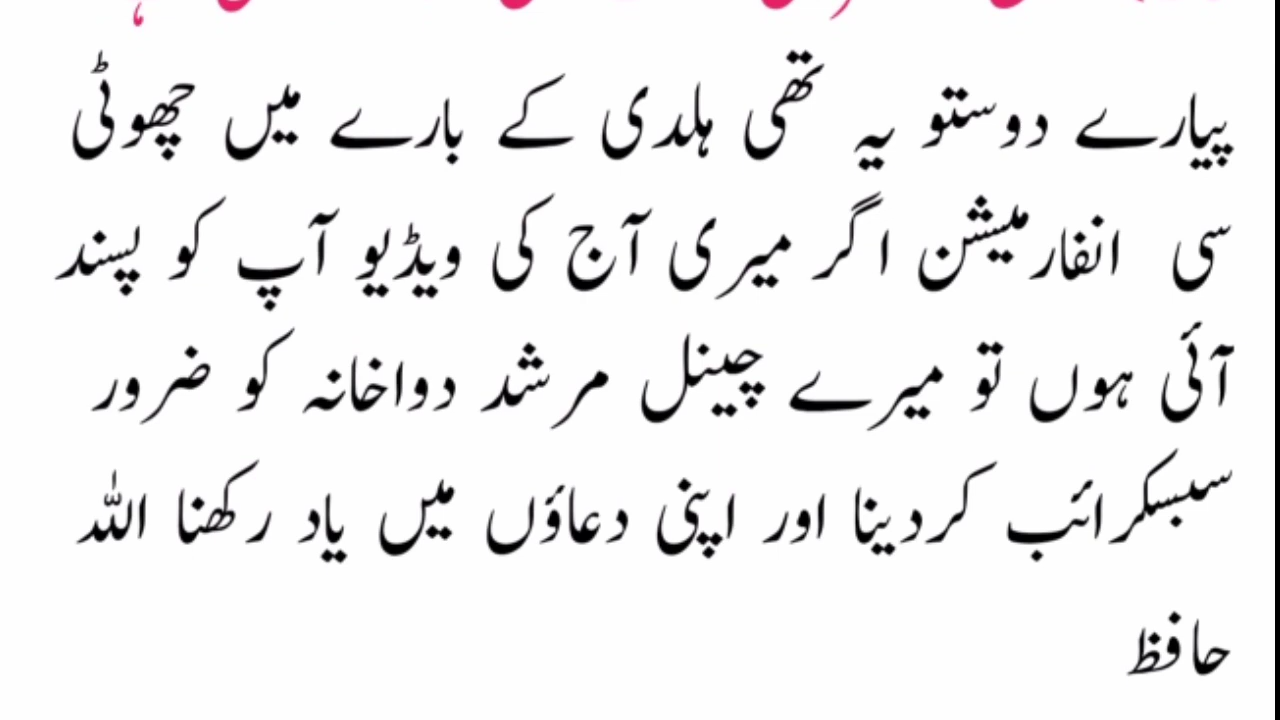 پیارے دوستو یہ تھی ہلدی کے بارے میں چھوٹی
سی انفارمیشن اگر میری آج کی ویڈیو آپ کو پسند
آئی ہوں تو میرے چینل مرشد دواخانہ کو ضرور
سبسکرائب کردینا اور اپنی دعاؤں میں یاد رکھنا اللہ
حافظ